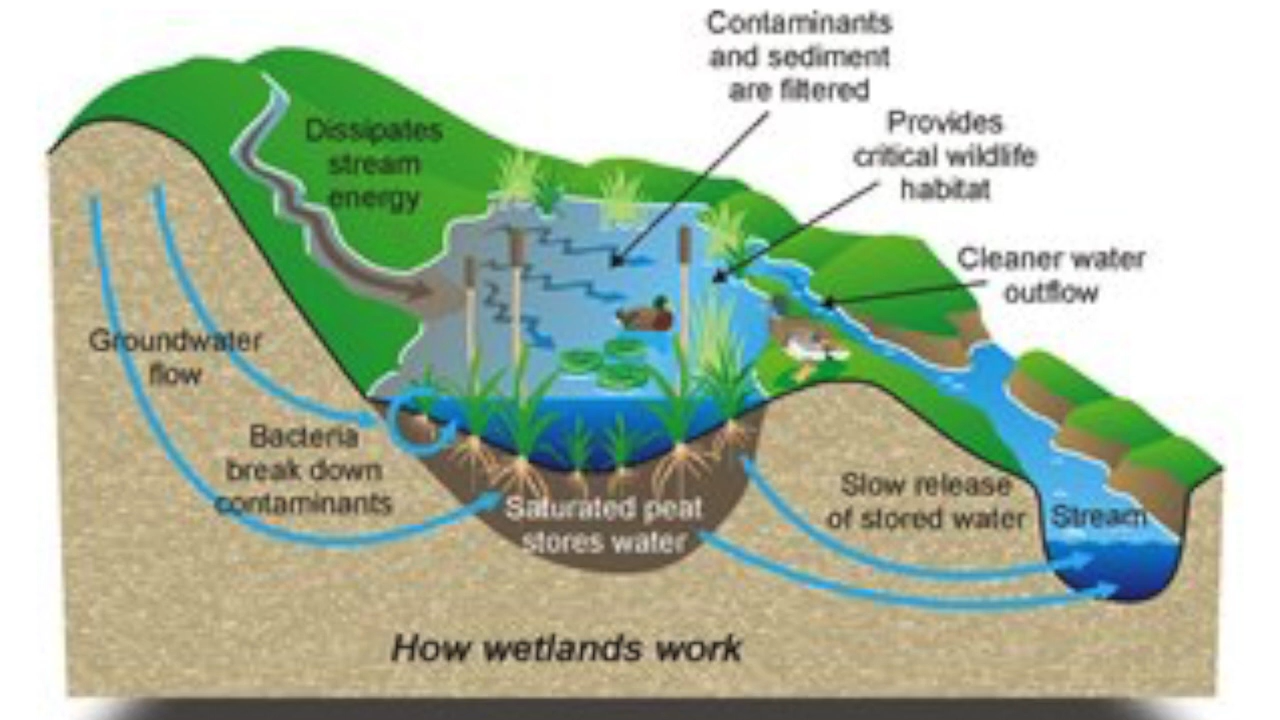 Contaminants
and sediment
are filtered
Provides
critical wildlife
habitat
Dissipates
stream
energy
Cleaner water
outflow
Groundwater
flow
Bacteria
break down
contaminants
Saturated peat
stores water
Slow release
of stored water
Stream
How wetlands work